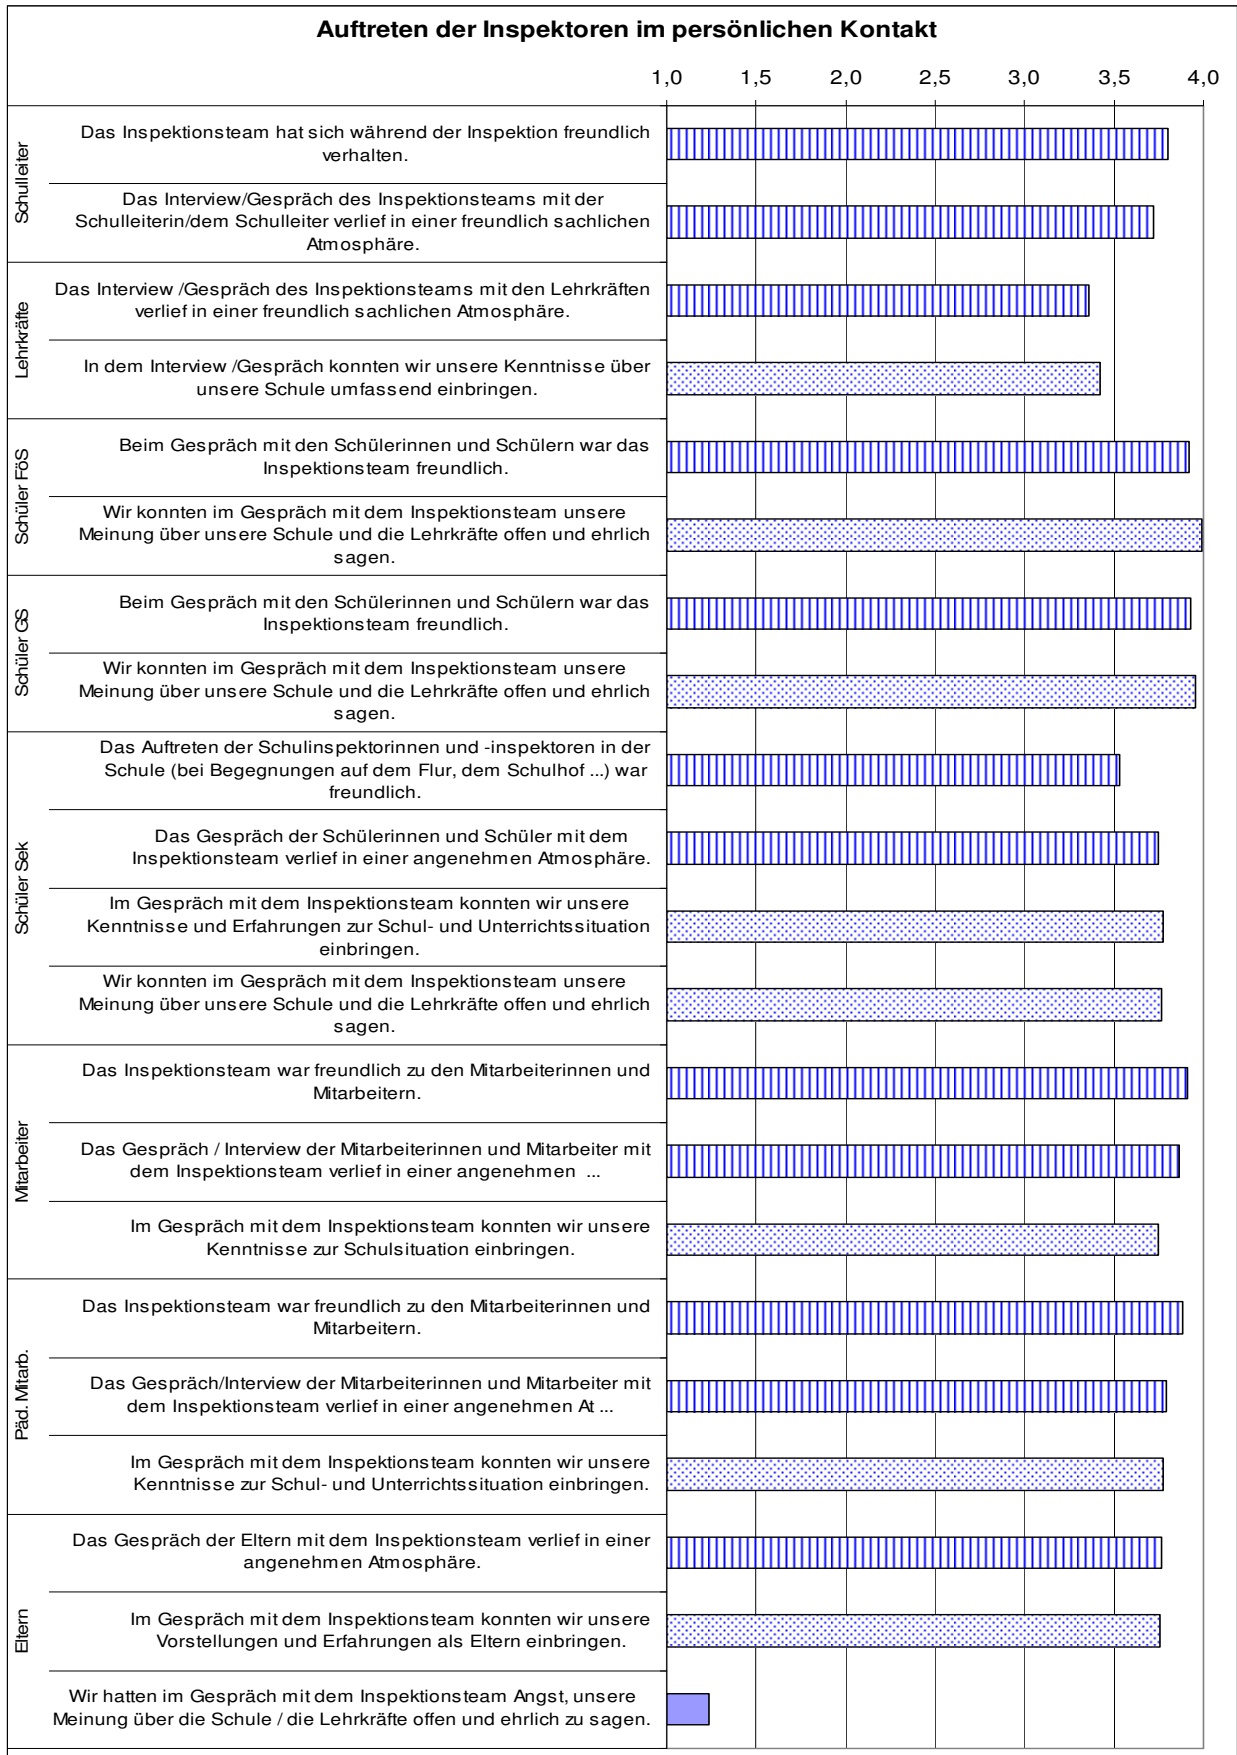 Auftreten der Inspektoren im persönlichen Kontakt
1,0 1,5 2,0 2,5 3,0 3,5 4,0
Schulleiter
Das Inspektionsteam hat sich während der Inspektion freundlich
verhalten.
Das Interview/Gespräch des Inspektionsteams mit der
Schulleiterin/dem Schulleiter verlief in einer freundlich sachlichen
Atmosphäre.
Lehrkräfte
Das Interview /Gespräch des Inspektionsteams mit den Lehrkräften
verlief in einer freundlich sachlichen Atmosphäre.
In dem Interview /Gespräch konnten wir unsere Kenntnisse über
unsere Schule umfassend einbringen.
Schüler FöS
Beim Gespräch mit den Schülerinnen und Schülern war das
Inspektionsteam freundlich.
Wir konnten im Gespräch mit dem Inspektionsteam unsere
Meinung über unsere Schule und die Lehrkräfte offen und ehrlich
sagen.
Schüler GS
Beim Gespräch mit den Schülerinnen und Schülern war das
Inspektionsteam freundlich.
Wir konnten im Gespräch mit dem Inspektionsteam unsere
Meinung über unsere Schule und die Lehrkräfte offen und ehrlich
sagen.
Schüler Sek
Das Auftreten der Schulinspektorinnen und -inspektoren in der
Schule (bei Begegnungen auf dem Flur, dem Schulhof ...) war
freundlich.
Das Gespräch der Schülerinnen und Schüler mit dem
Inspektionsteam verlief in einer angenehmen Atmosphäre.
Im Gespräch mit dem Inspektionsteam konnten wir unsere
Kenntnisse und Erfahrungen zur Schul- und Unterrichtssituation
einbringen.
Wir konnten im Gespräch mit dem Inspektionsteam unsere
Meinung über unsere Schule und die Lehrkräfte offen und ehrlich
sagen.
Mitarbeiter
Das Inspektionsteam war freundlich zu den Mitarbeiterinnen und
Mitarbeitern.
Das Gespräch / Interview der Mitarbeiterinnen und Mitarbeiter mit
dem Inspektionsteam verlief in einer angenehmen ...
Im Gespräch mit dem Inspektionsteam konnten wir unsere
Kenntnisse zur Schulsituation einbringen.
Päd. Mitarb.
Das Inspektionsteam war freundlich zu den Mitarbeiterinnen und
Mitarbeitern.
Das Gespräch/Interview der Mitarbeiterinnen und Mitarbeiter mit
dem Inspektionsteam verlief in einer angenehmen At ...
Im Gespräch mit dem Inspektionsteam konnten wir unsere
Kenntnisse zur Schul- und Unterrichtssituation einbringen.
Eltern
Das Gespräch der Eltern mit dem Inspektionsteam verlief in einer
angenehmen Atmosphäre.
Im Gespräch mit dem Inspektionsteam konnten wir unsere
Vorstellungen und Erfahrungen als Eltern einbringen.
Wir hatten im Gespräch mit dem Inspektionsteam Angst, unsere
Meinung über die Schule / die Lehrkräfte offen und ehrlich zu sagen.